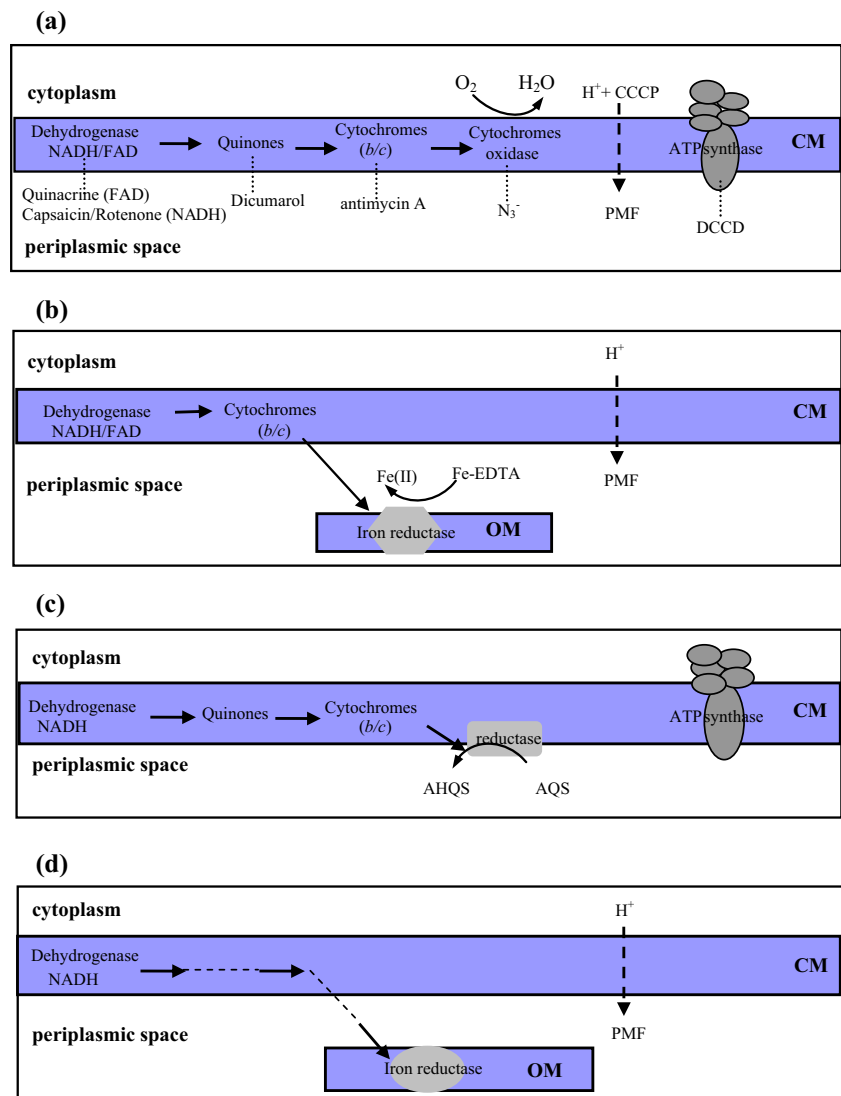 (a)
cytoplasm
O2 H2O H+ + CCCP
Dehydrogenase
NADH/FAD
Quinones
Cytochromes
(b/c)
Cytochromes
oxidase
ATP synthase
CM
Quinacrine (FAD)
Capsaicin/Rotenone (NADH)
Dicumarol
antimycin A
N3-
PMF
DCCD
periplasmic space
(b)
cytoplasm
H+
Dehydrogenase
NADH/FAD
Cytochromes
(b/c)
CM
periplasmic space
Fe(II) Fe-EDTA
PMF
Iron reductase OM
(c)
cytoplasm
Dehydrogenase
NADH
Quinones
Cytochromes
(b/c)
reductase
ATP synthase
CM
periplasmic space
AHQS AQS
(d)
cytoplasm
H+
Dehydrogenase
NADH
CM
periplasmic space
PMF
Iron reductase OM